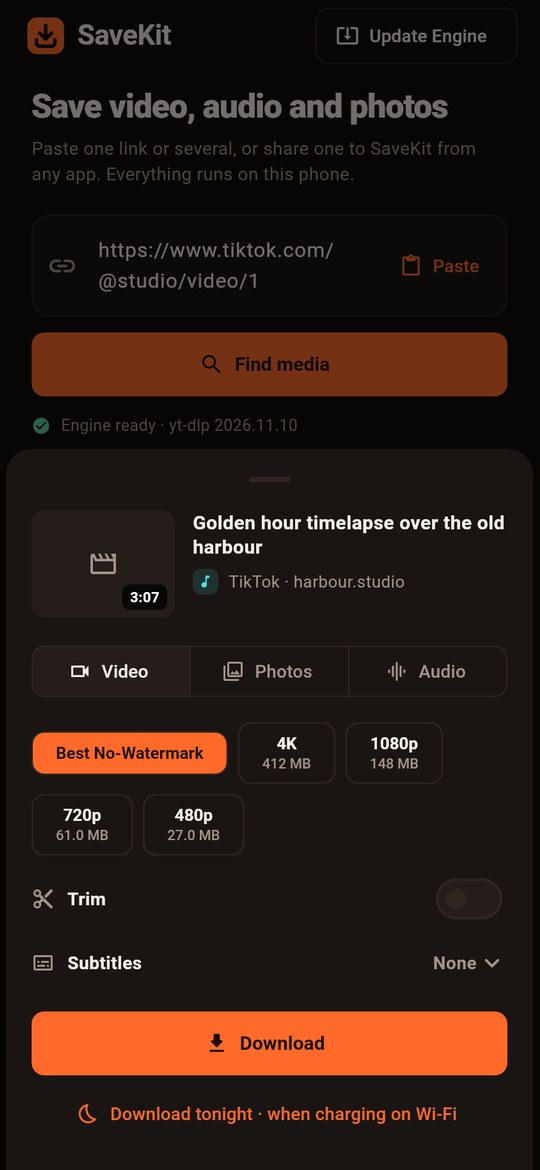 SaveKit
Update Engine
Save video, audio and photos
Paste one link or several, or share one to SaveKit from
any app. Everything runs on this phone.
https://www.tiktok.com/
@studio/video/1
Paste
Find media
Engine ready · yt-dlp 2026.11.10
Golden hour timelapse over the old
harbour
3:07
TikTok · harbour.studio
Video
Photos
Audio
Best No-Watermark
4K
412 MB
1080p
148 MB
720p
61.0 MB
480p
27.0 MB
Trim
Subtitles
None
Download
Download tonight · when charging on Wi-Fi